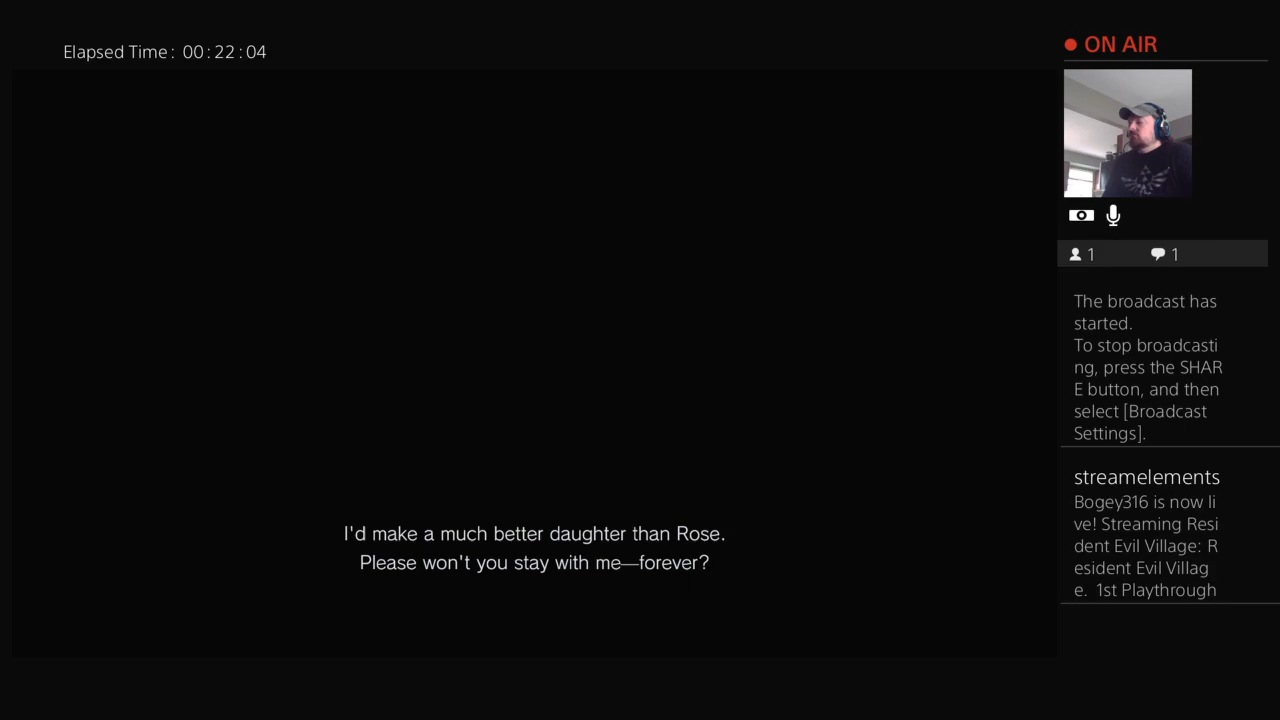 Elapsed Time: 00:22:04
ON AIR
1
1
The broadcast has
started.
To stop broadcasti
ng, press the SHAR
E button, and then
select [Broadcast
Settings].
streamelements
Bogey316 is now li
ve! Streaming Resi
dent Evil Village: R
esident Evil Villag
e. 1st Playthrough
I'd make a much better daughter than Rose.
Please won't you stay with me—forever?